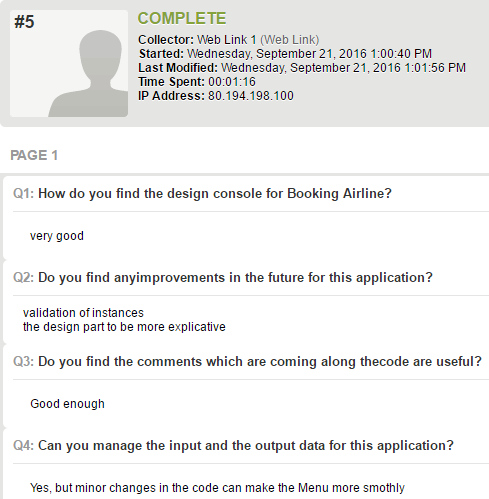 #5
COMPLETE
Collector: Web Link 1 (Web Link)
Started: Wednesday, September 21, 2016 1:00:40 PM
Last Modified: Wednesday, September 21, 2016 1:01:56 PM
Time Spent: 00:01:16
IP Address: 80.194.198.100
PAGE 1
Q1: How do you find the design console for Booking Airline?
very good
Q2: Do you find anyimprovements in the future for this application?
validation of instances
the design part to be more explicative
Q3: Do you find the comments which are coming along thecode are useful?
Good enough
Q4: Can you manage the input and the output data for this application?
Yes, but minor changes in the code can make the Menu more smothly